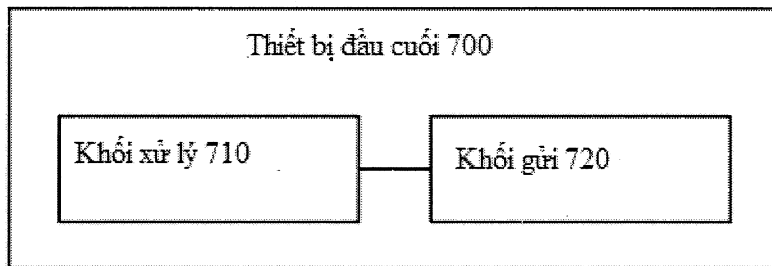 Thiết bị đầu cuối 700
Khối xử lý 710
Khối gửi 720